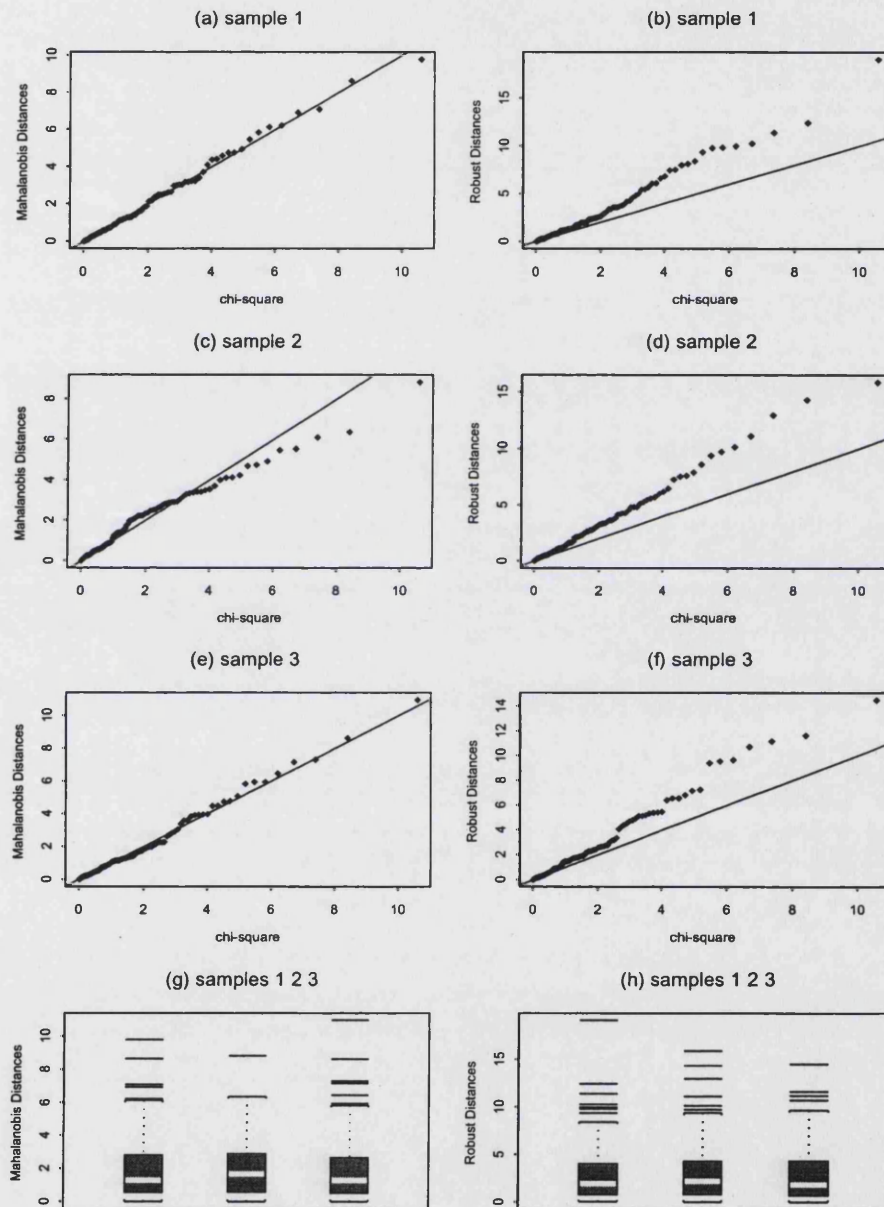 (a) sample 1
(b) sample 1
Mahalanobis Distances
0 2 4 6 8 10
0 2 4 6 8 10
chi-square
Robust Distances
0 5 10 15
0 2 4 6 8 10
chi-square
(c) sample 2
(d) sample 2
Mahalanobis Distances
0 2 4 6 8
0 2 4 6 8 10
chi-square
Robust Distances
0 5 10 15
0 2 4 6 8 10
chi-square
(e) sample 3
(f) sample 3
Mahalanobis Distances
0 2 4 6 8 10
0 2 4 6 8 10
chi-square
Robust Distances
0 2 4 6 8 10 12 14
0 2 4 6 8 10
chi-square
(g) samples 1 2 3
(h) samples 1 2 3
Mahalanobis Distances
0 2 4 6 8 10
Robust Distances
0 5 10 15